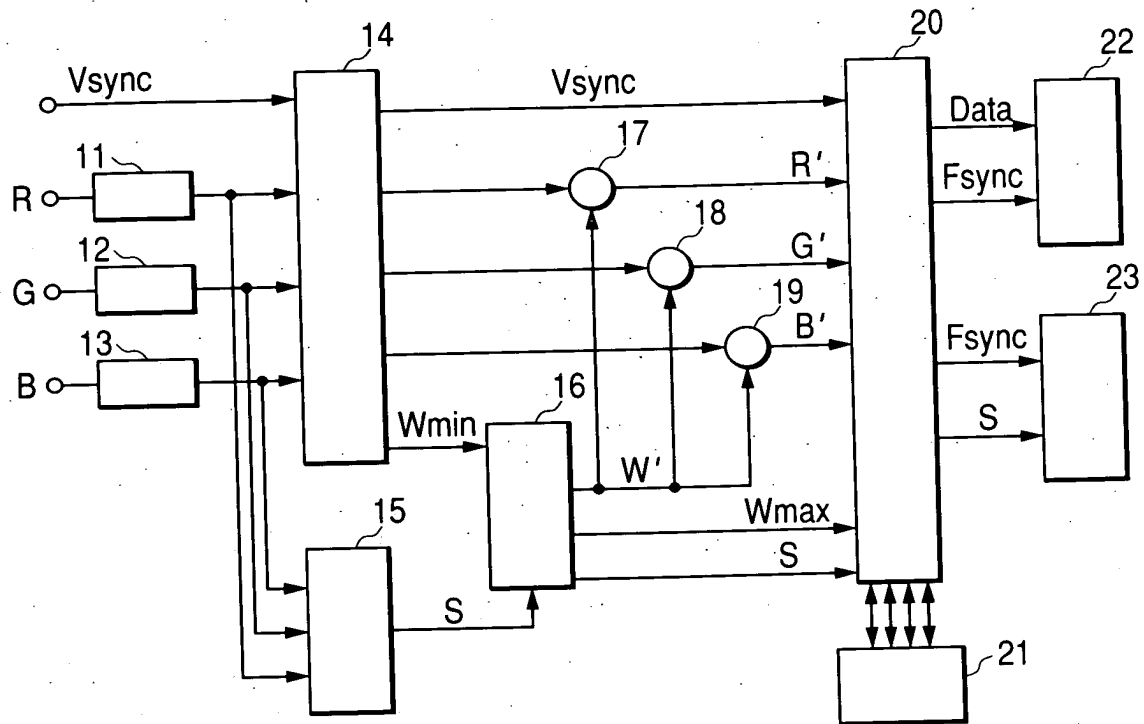 14
20
22
Vsync
Vsync
Data
17
11
R
R′
Fsync
18
12
G
G′
23
19
13
B
B′
Fsync
16
Wmin
S
W′
15
Wmax
S
S
21